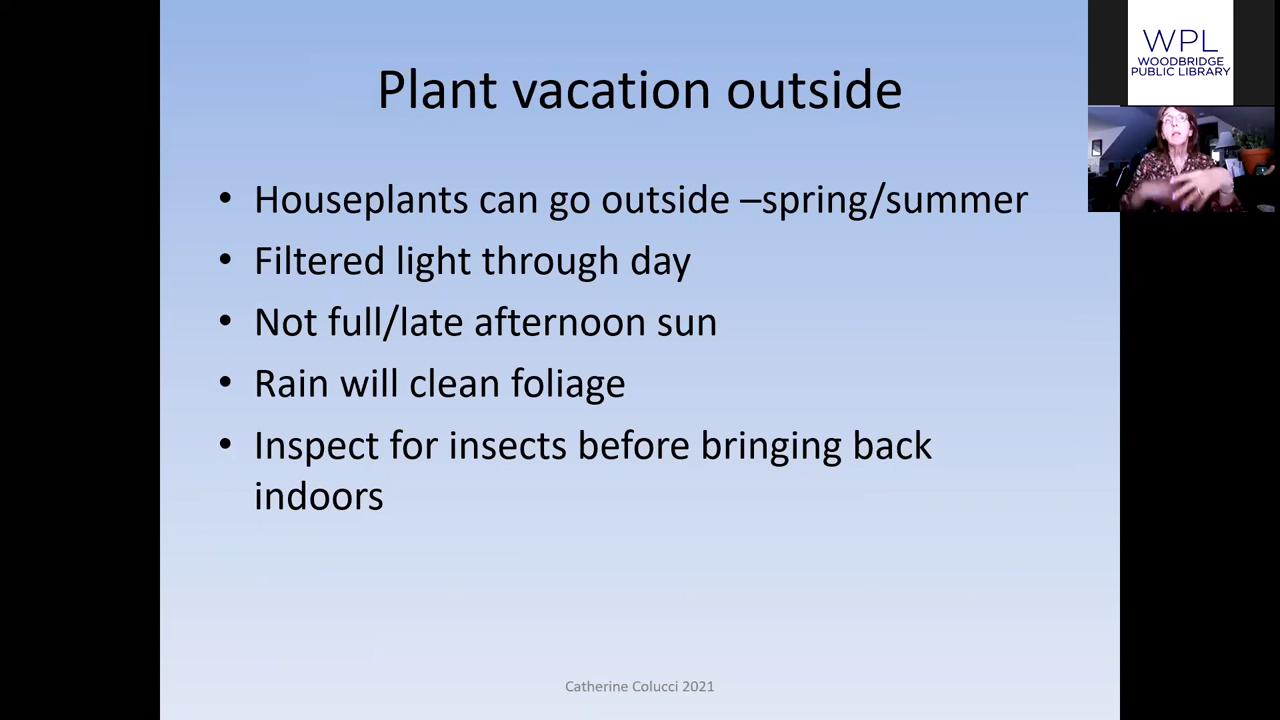 Plant vacation outside
• Houseplants can go outside –spring/summer
• Filtered light through day
• Not full/late afternoon sun
• Rain will clean foliage
• Inspect for insects before bringing back
indoors
Catherine Colucci 2021
WPL
WOODBRIDGE
PUBLIC LIBRARY